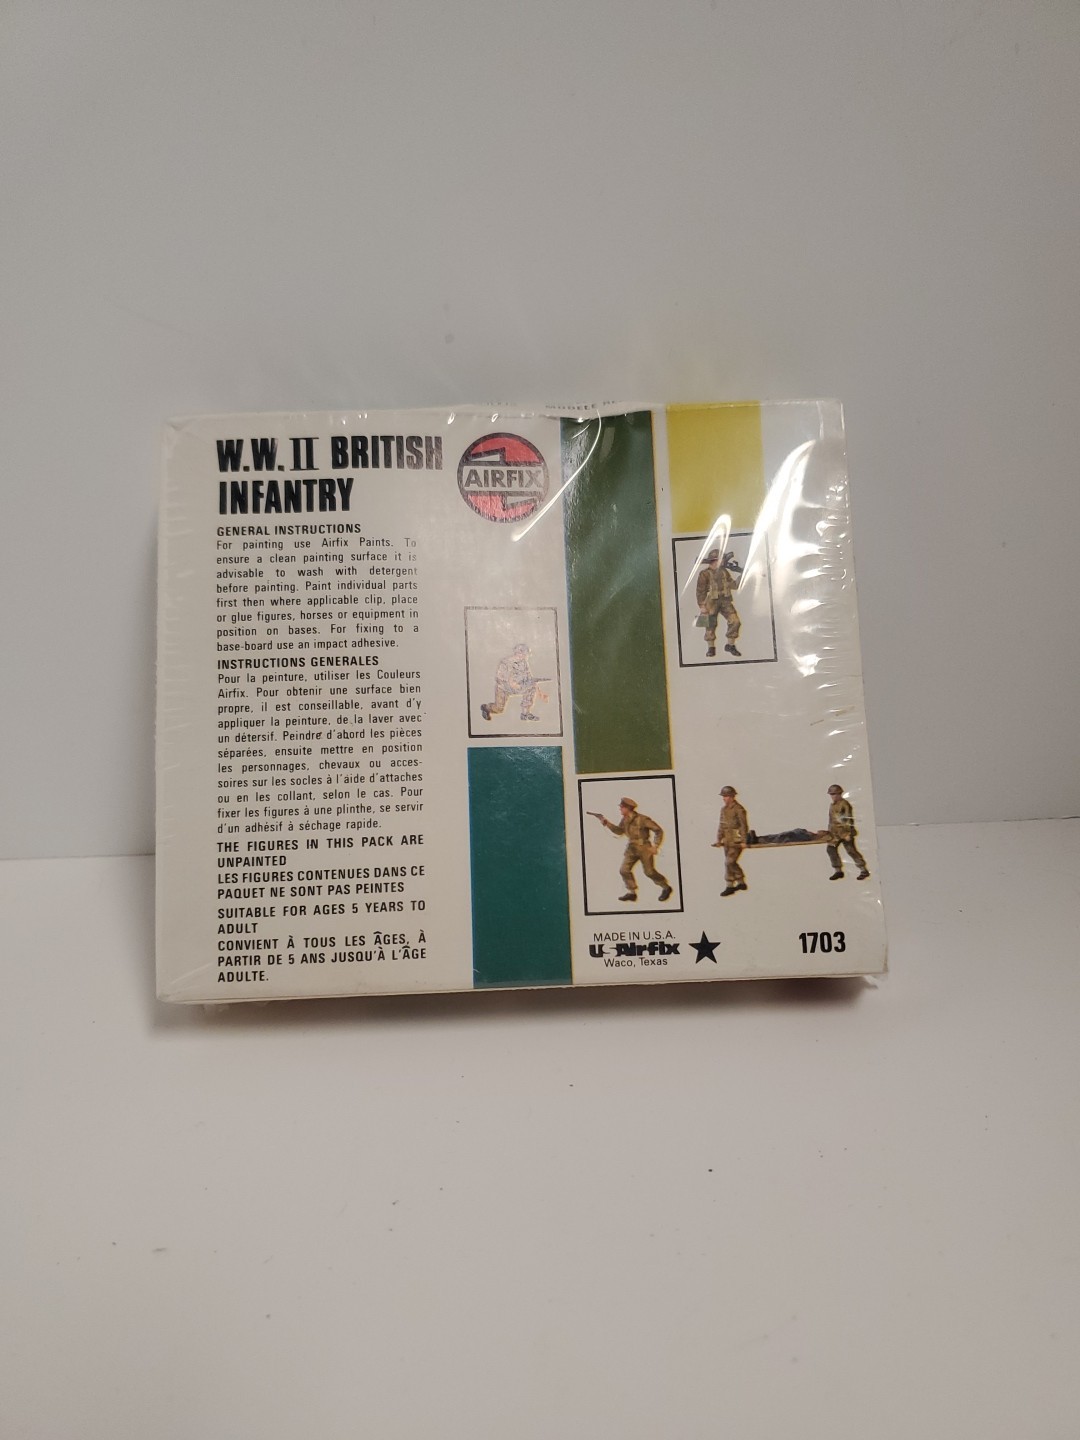 W.W. II BRITISH
INFANTRY
AIRFIX
GENERAL INSTRUCTIONS
For painting use Airfix Paints. To
ensure a clean painting surface it is
advisable to wash with detergent
before painting. Paint individual parts
first then where applicable clip, place
or glue figures, horses or equipment in
position on bases. For fixing to a
base-board use an impact adhesive.
INSTRUCTIONS GENERALES
Pour la peinture, utiliser les Couleurs
Airfix. Pour obtenir une surface bien
propre, il est conseillable, avant d'y
appliquer la peinture, de la laver avec
un détersif. Peindre d'abord les pièces
séparées, ensuite mettre en position
les personnages, chevaux ou acces-
soires sur les socles à l'aide d'attaches
ou en les collant, selon le cas. Pour
fixer les figures à une plinthe, se servir
d'un adhésif à séchage rapide.
THE FIGURES IN THIS PACK ARE
UNPAINTED
LES FIGURES CONTENUES DANS CE
PAQUET NE SONT PAS PEINTES
SUITABLE FOR AGES 5 YEARS TO
ADULT
CONVIENT À TOUS LES ÂGES, À
PARTIR DE 5 ANS JUSQU'À L'ÂGE
ADULTE.
MADE IN U.S.A.
US Airfix
Waco, Texas
1703